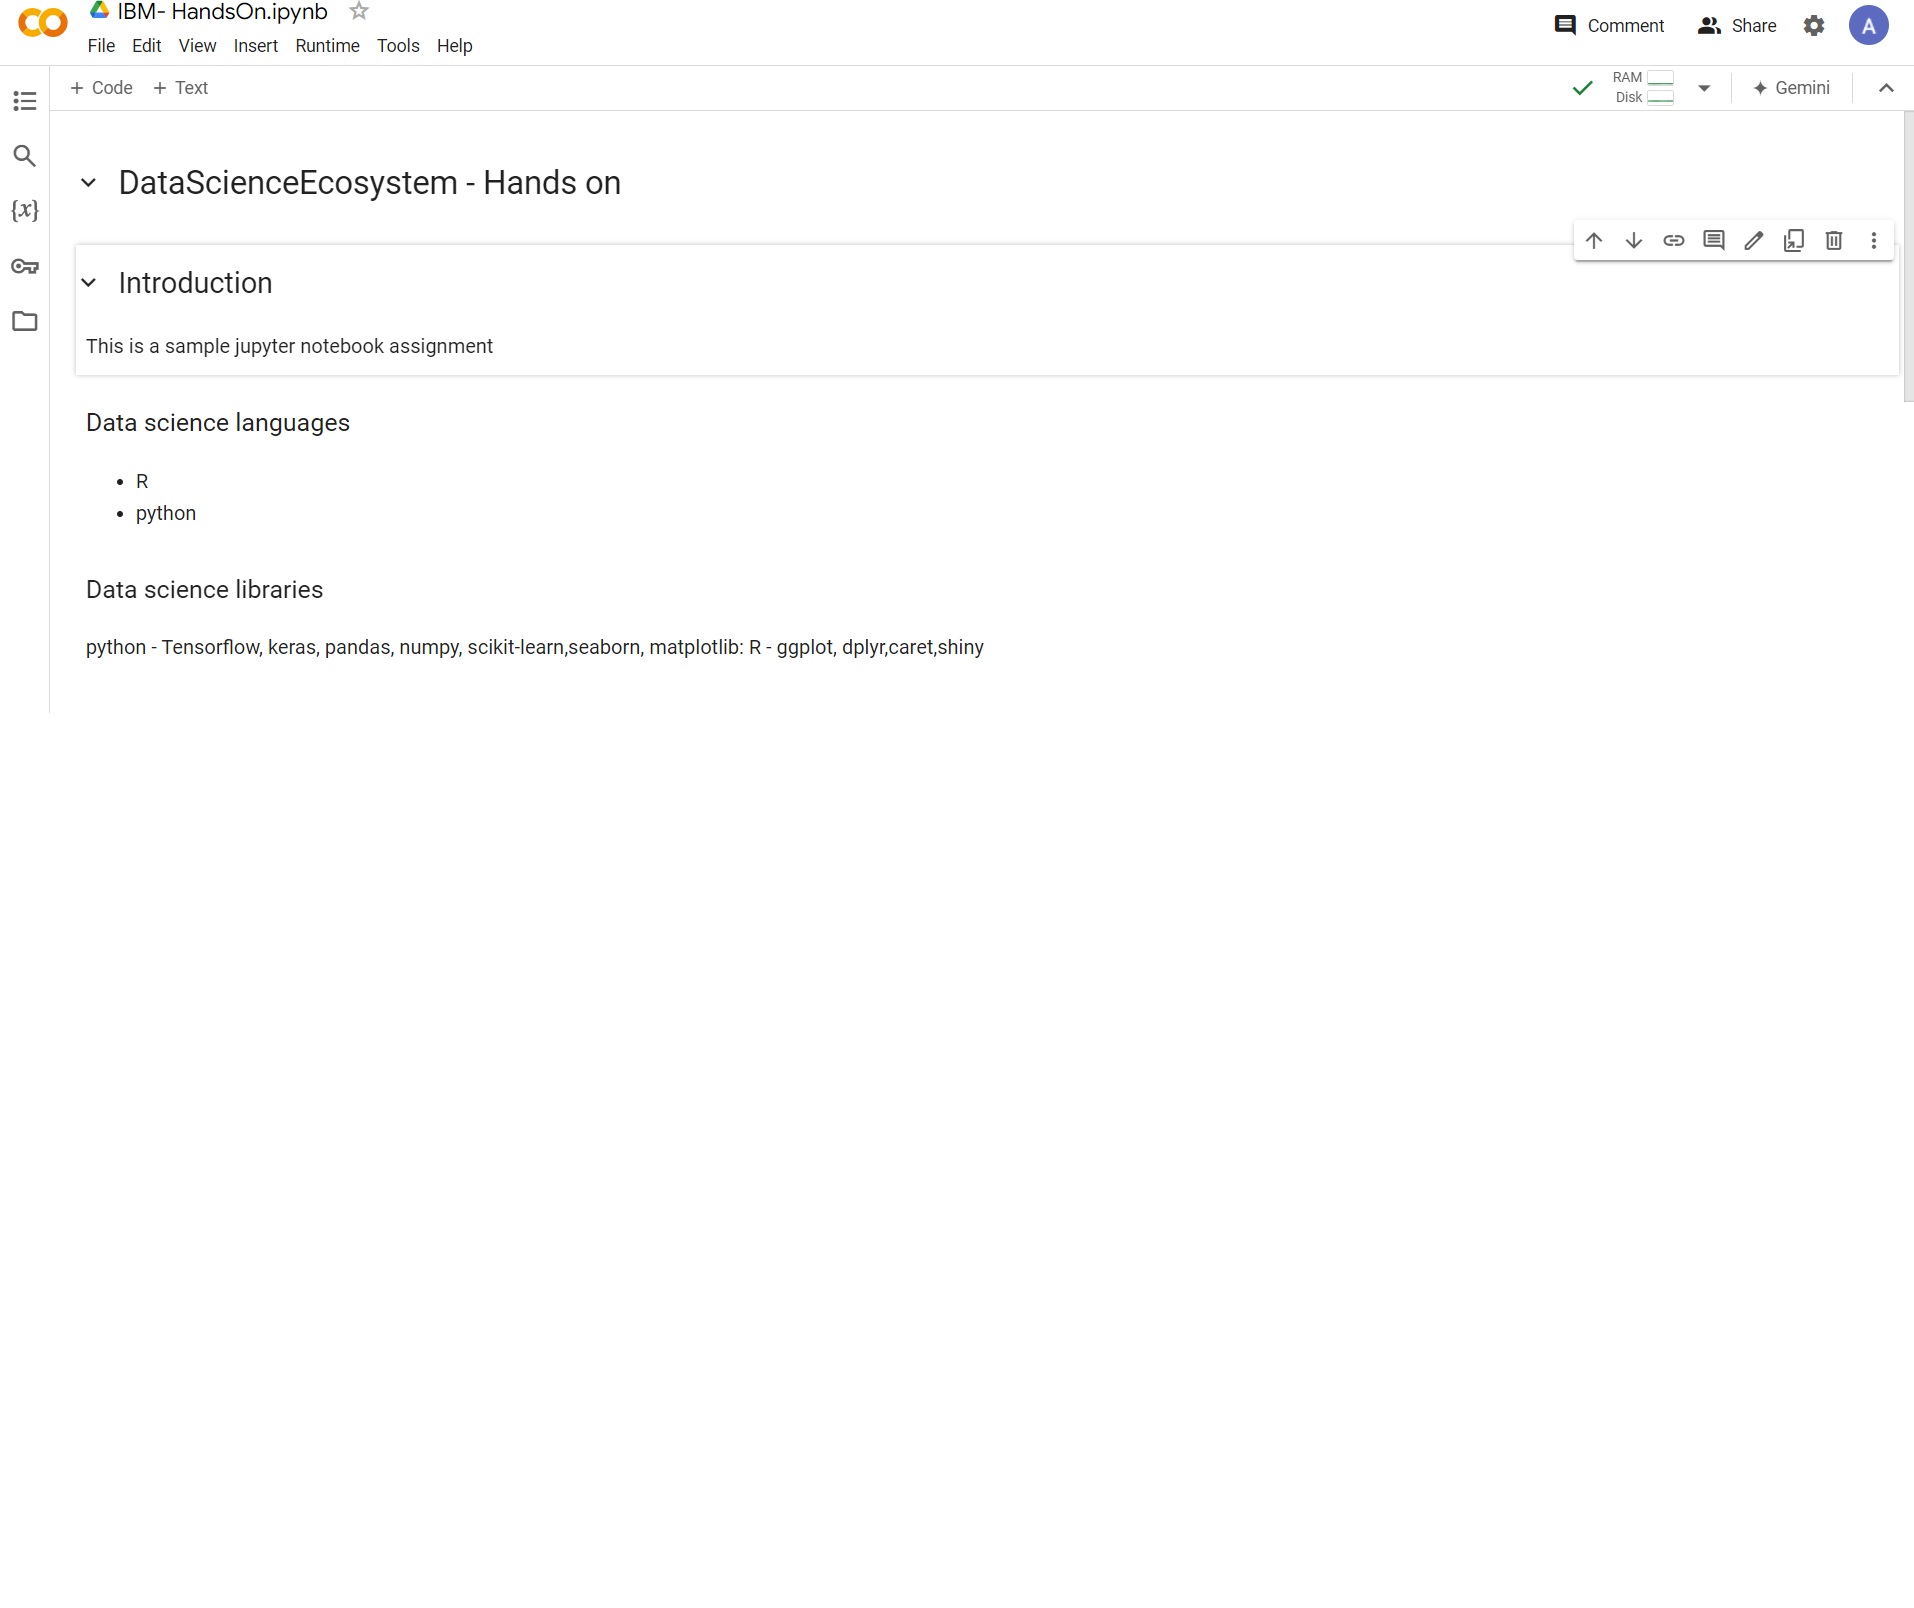 IBM- HandsOn.ipynb
File Edit View Insert Runtime Tools Help
Comment Share A
+ Code + Text
RAM
Disk
Gemini
{x}
DataScienceEcosystem - Hands on
Introduction
This is a sample jupyter notebook assignment
Data science languages
• R
• python
Data science libraries
python - Tensorflow, keras, pandas, numpy, scikit-learn,seaborn, matplotlib: R - ggplot, dplyr,caret,shiny